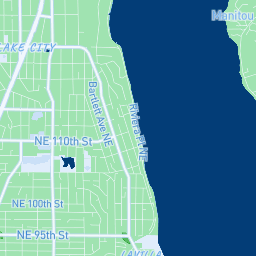 Manitou
LAKE CITY
Bartlett Ave NE
Riviera Pl NE
NE 110th St
NE 100th St
NE 95th St